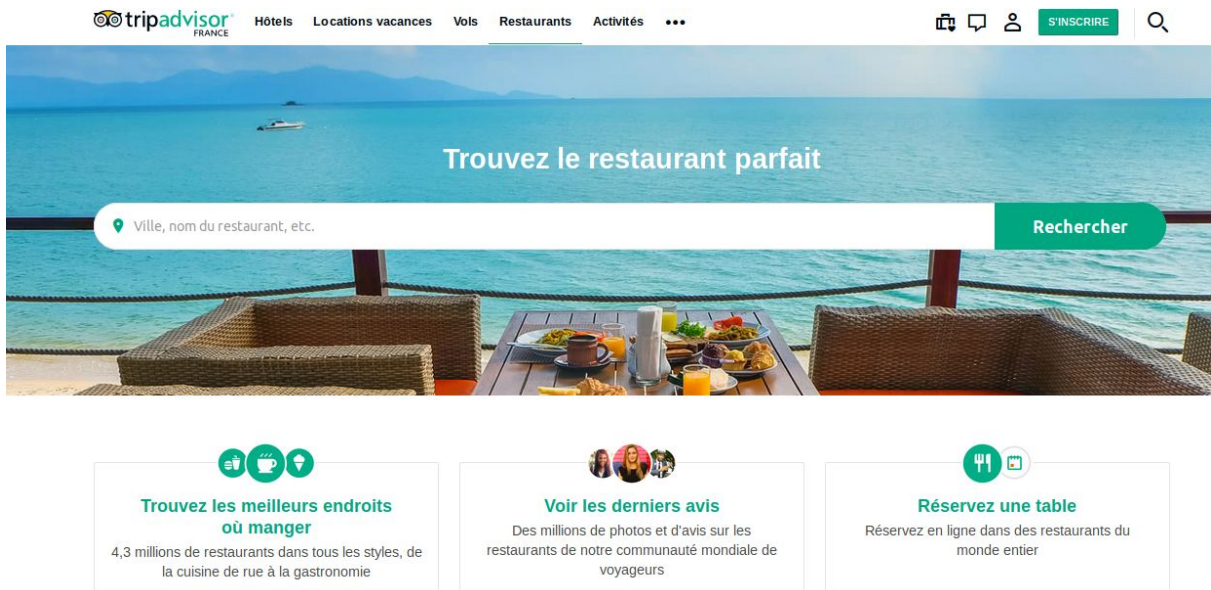 tripadvisor
FRANCE
Hôtels Locations vacances Vols Restaurants Activités
S'INSCRIRE
Trouvez le restaurant parfait
Ville, nom du restaurant, etc.
Rechercher
Trouvez les meilleurs endroits
où manger
4,3 millions de restaurants dans tous les styles, de
la cuisine de rue à la gastronomie
Voir les derniers avis
Des millions de photos et d'avis sur les
restaurants de notre communauté mondiale de
voyageurs
Réservez une table
Réservez en ligne dans des restaurants du
monde entier